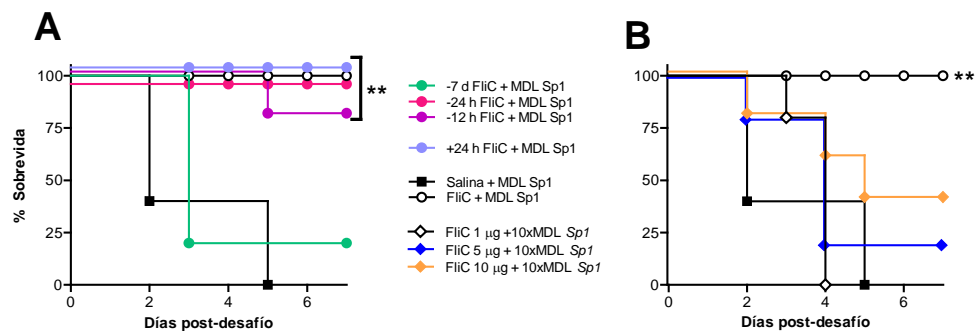 A
B
% Sobrevida
100
75
50
25
0
0
2
4
6
Días post-desafío
**
-7 d FliC + MDL Sp1
-24 h FliC + MDL Sp1
-12 h FliC + MDL Sp1
+24 h FliC + MDL Sp1
Salina + MDL Sp1
FliC + MDL Sp1
FliC 1 µg +10xMDL Sp1
FliC 5 µg + 10xMDL Sp1
FliC 10 µg + 10xMDL Sp1
100
75
50
25
0
0
2
4
6
Días post-desafío
**